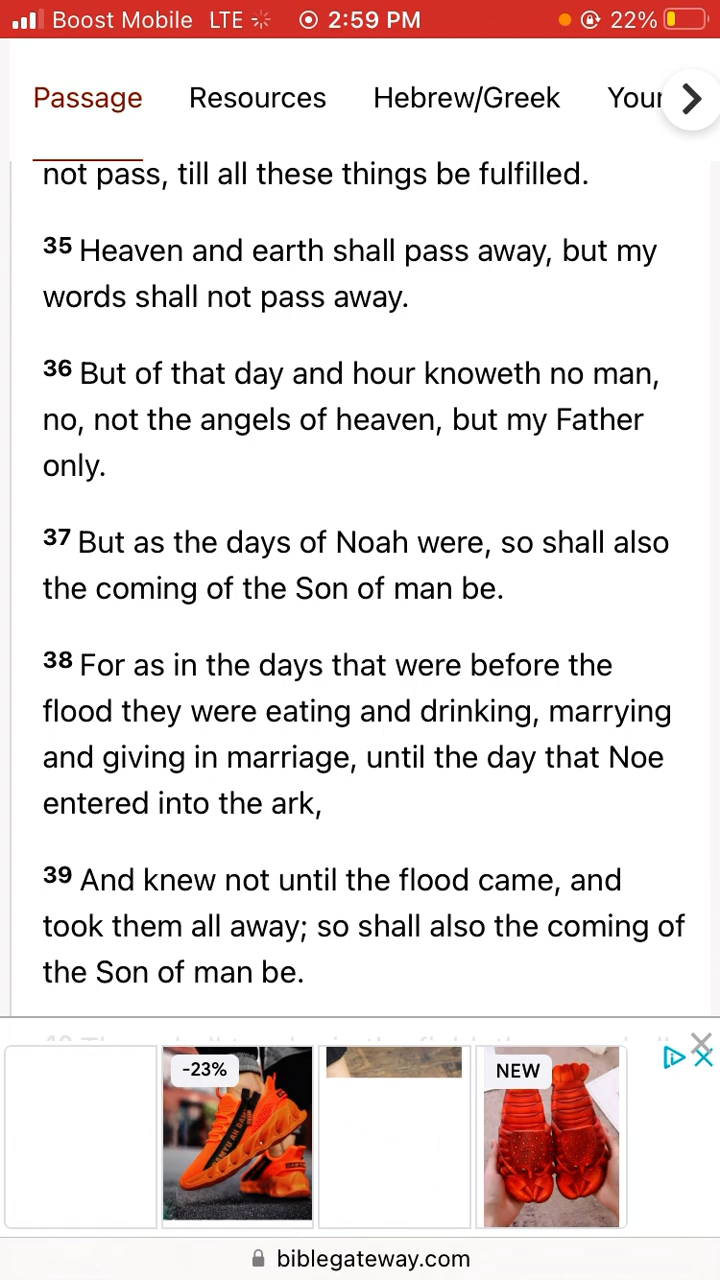 Boost Mobile LTE 2:59 PM 22%
Passage Resources Hebrew/Greek Your
not pass, till all these things be fulfilled.
35 Heaven and earth shall pass away, but my
words shall not pass away.
36 But of that day and hour knoweth no man,
no, not the angels of heaven, but my Father
only.
37 But as the days of Noah were, so shall also
the coming of the Son of man be.
38 For as in the days that were before the
flood they were eating and drinking, marrying
and giving in marriage, until the day that Noe
entered into the ark,
39 And knew not until the flood came, and
took them all away; so shall also the coming of
the Son of man be.
-23% NEW
biblegateway.com